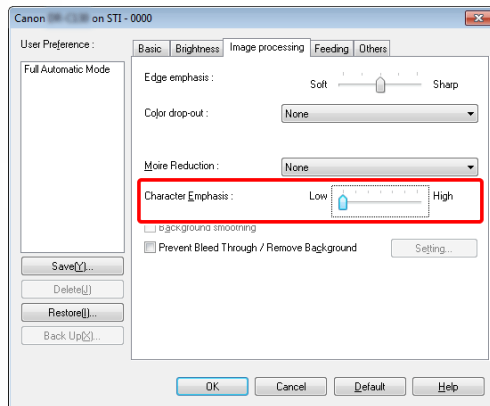 Canon on STI - 0000
User Preference :
Full Automatic Mode
Save(Y)...
Delete(J)
Restore(I)...
Back Up(X)...
Basic
Brightness
Image processing
Feeding
Others
Edge emphasis :
Soft
Sharp
Color drop-out :
None
Moire Reduction :
None
Character Emphasis :
Low
High
Background smoothing
Prevent Bleed Through / Remove Background
Setting...
OK
Cancel
Default
Help